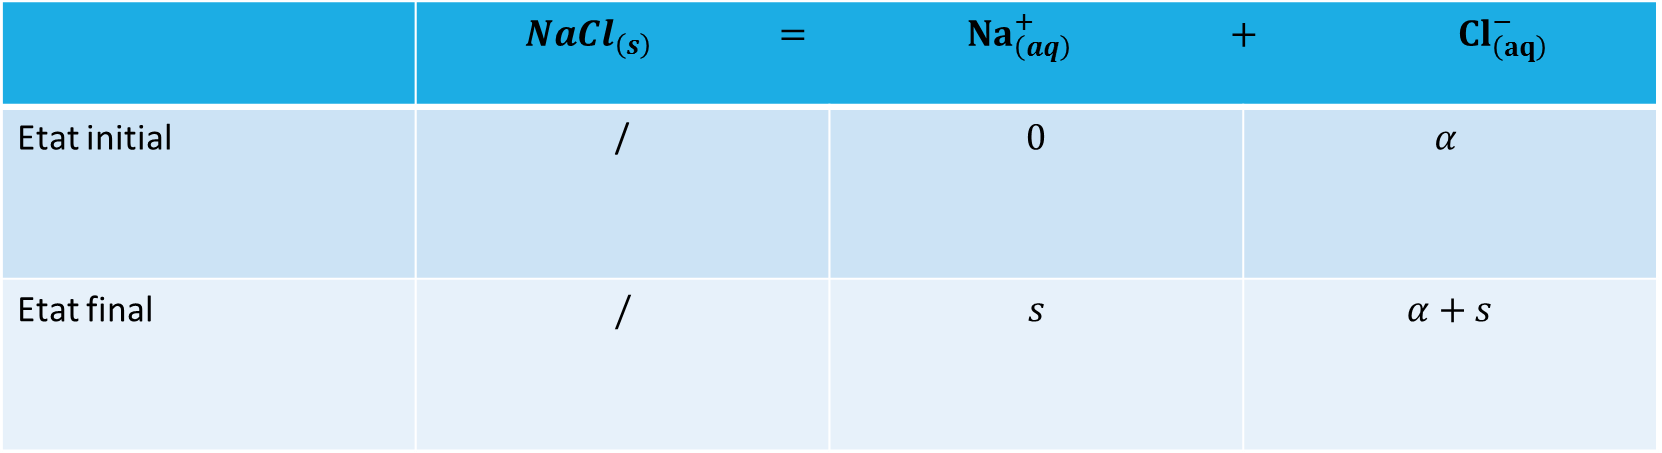 NaCl(s) = Na⁺(aq) + Cl⁻(aq)
Etat initial / 0 α
Etat final / s α + s